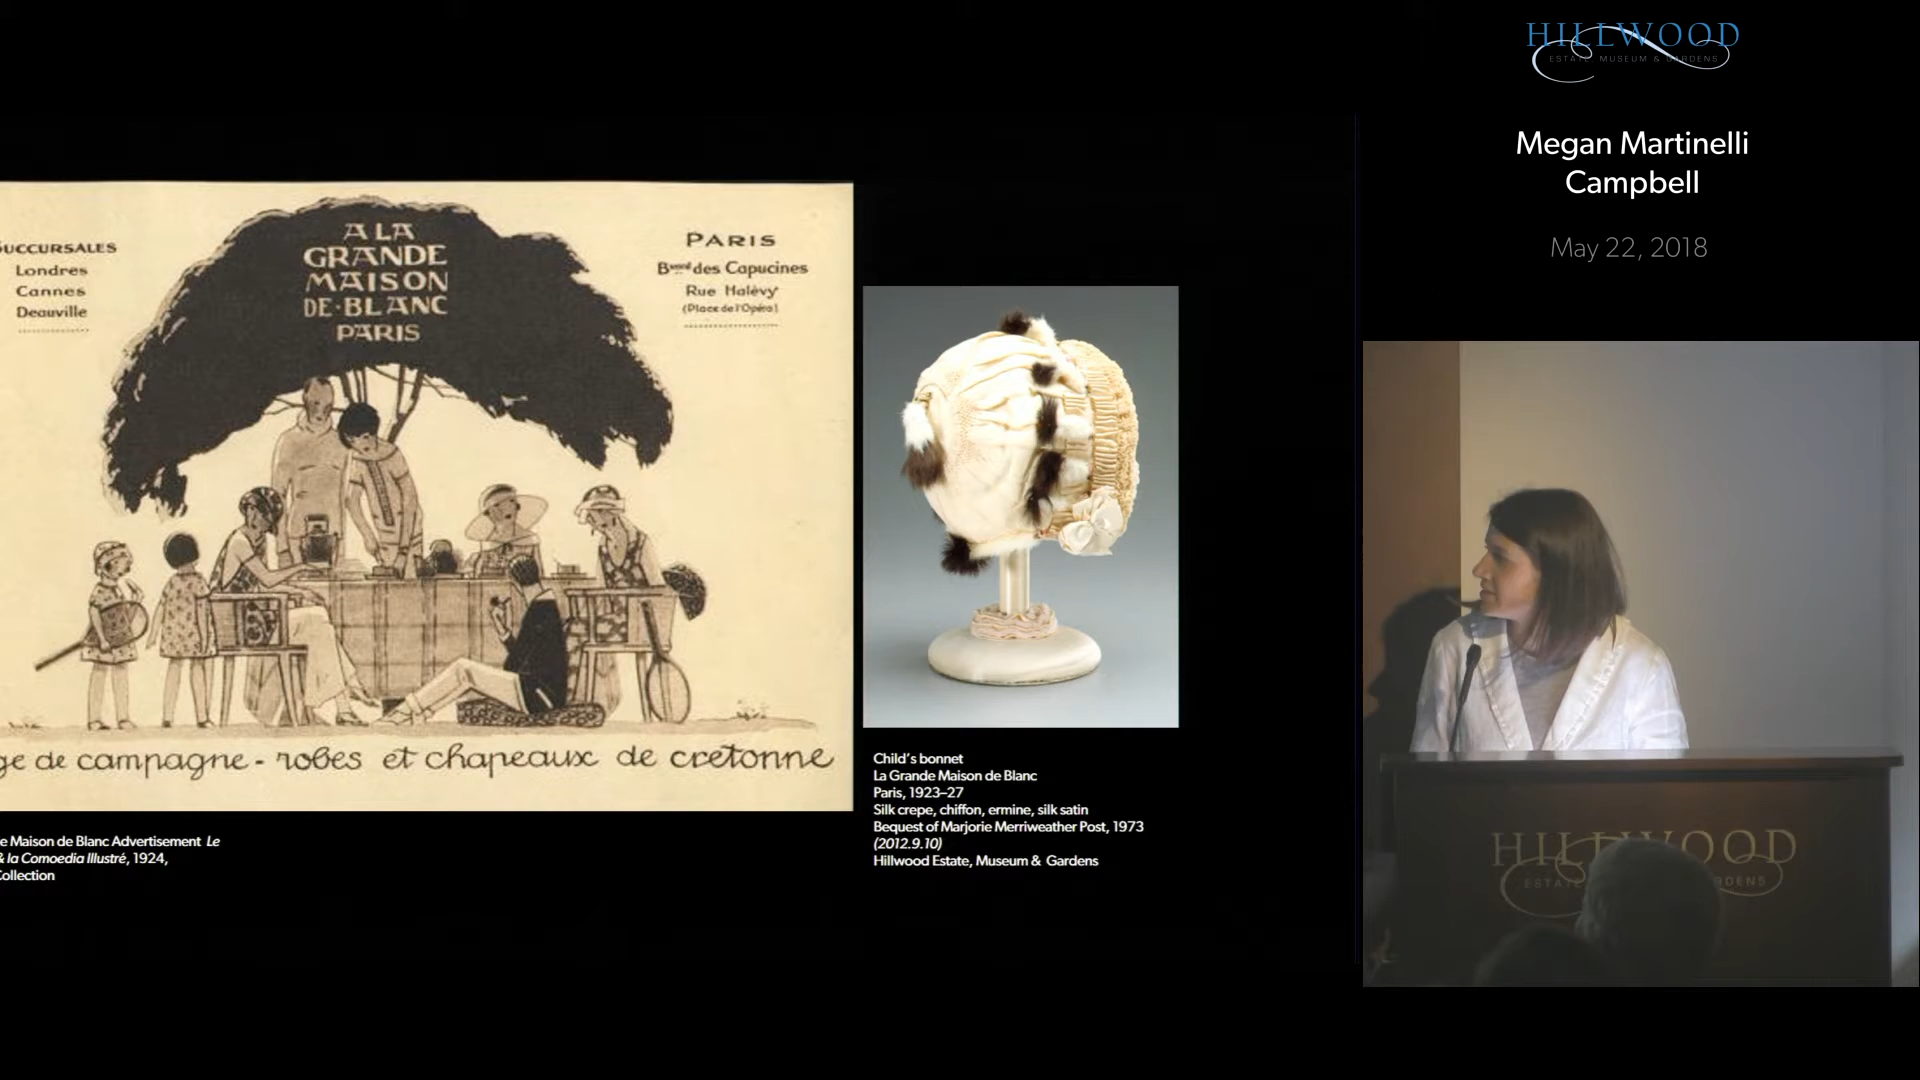 HILLWOOD
ESTATE, MUSEUM & GARDENS
Megan Martinelli
Campbell
May 22, 2018
SUCCURSALES
Londres
Cannes
Deauville
A LA
GRANDE
MAISON
DE·BLANC
PARIS
PARIS
Bvard des Capucines
Rue Halévy
(Place de l'Opéra)
ge de campagne - robes et chapeaux de cretonne
e Maison de Blanc Advertisement Le
& la Comoedia Illustré, 1924,
Collection
Child's bonnet
La Grande Maison de Blanc
Paris, 1923–27
Silk crepe, chiffon, ermine, silk satin
Bequest of Marjorie Merriweather Post, 1973
(2012.9.10)
Hillwood Estate, Museum & Gardens
HILLWOOD
ESTATE
GARDENS